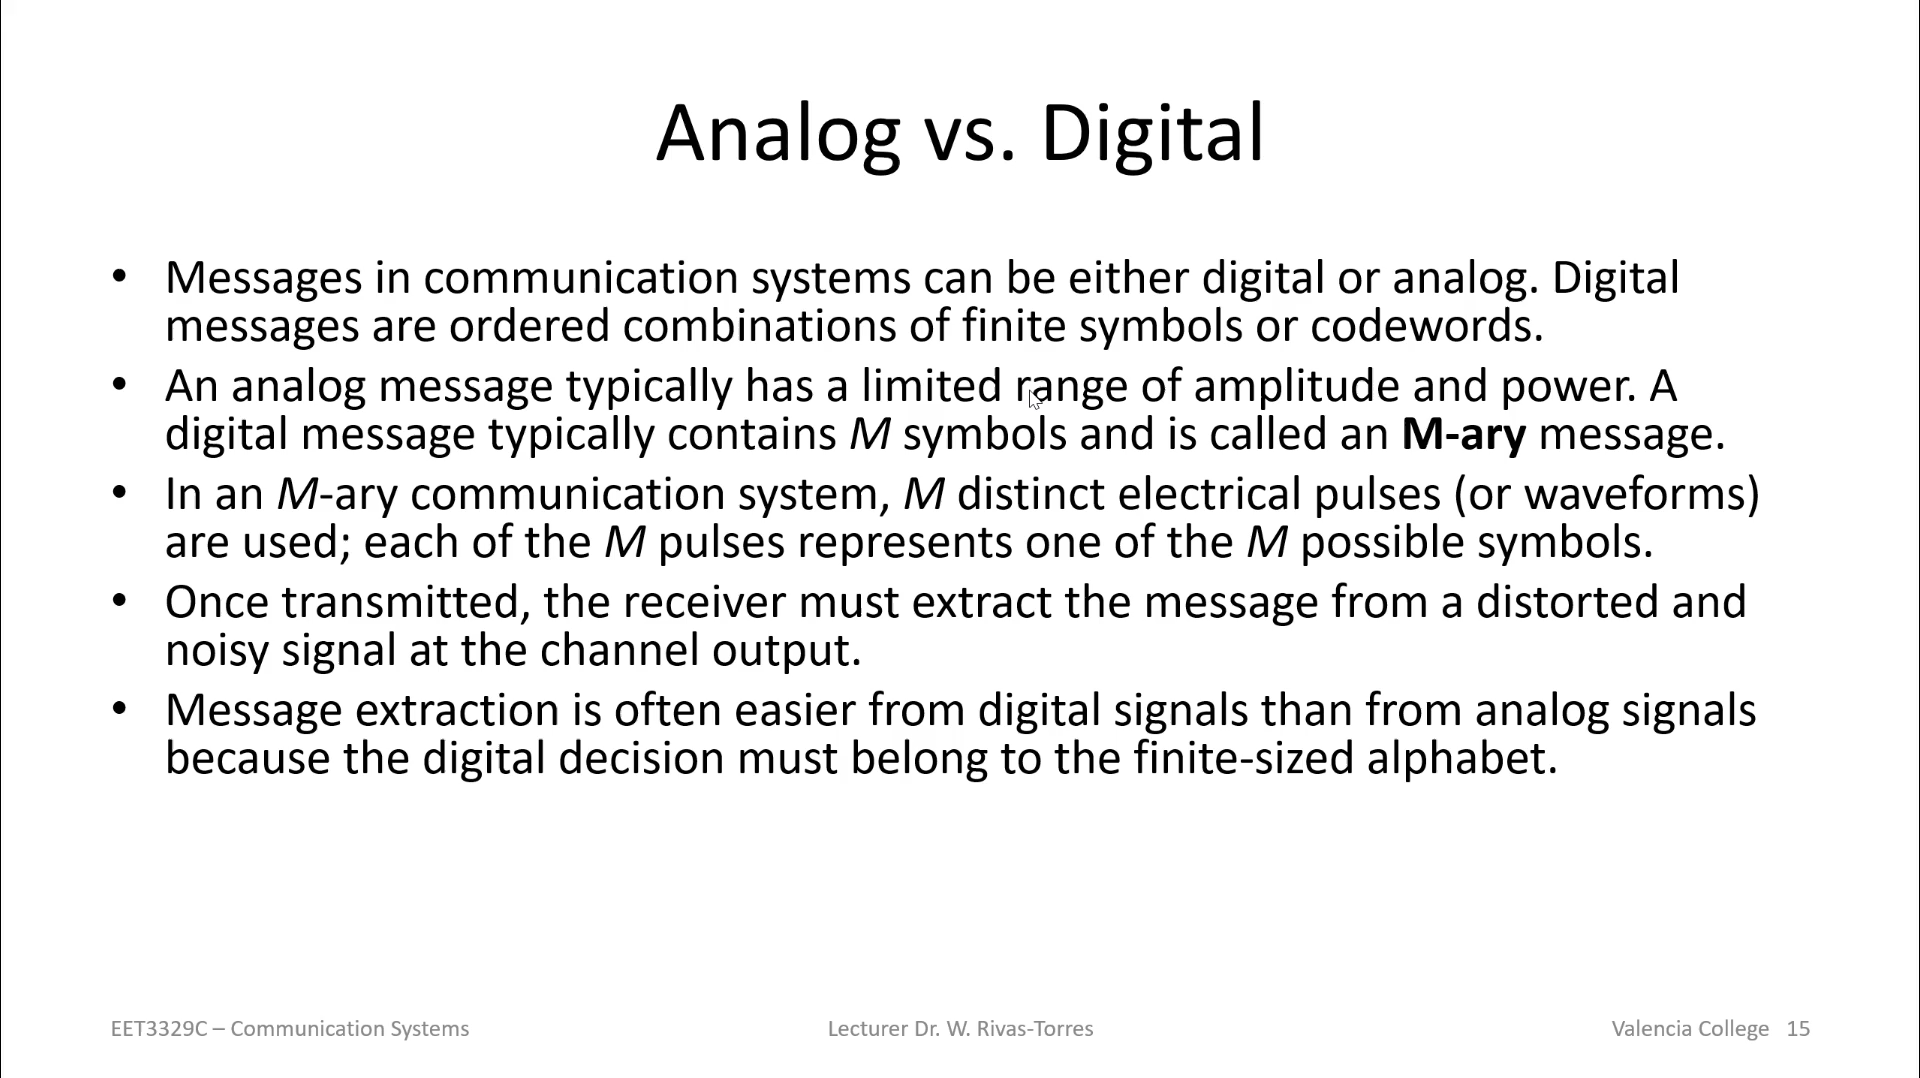 Analog vs. Digital
• Messages in communication systems can be either digital or analog. Digital
messages are ordered combinations of finite symbols or codewords.
• An analog message typically has a limited range of amplitude and power. A
digital message typically contains M symbols and is called an M-ary message.
• In an M-ary communication system, M distinct electrical pulses (or waveforms)
are used; each of the M pulses represents one of the M possible symbols.
• Once transmitted, the receiver must extract the message from a distorted and
noisy signal at the channel output.
• Message extraction is often easier from digital signals than from analog signals
because the digital decision must belong to the finite-sized alphabet.
EET3329C – Communication Systems
Lecturer Dr. W. Rivas-Torres
Valencia College 15